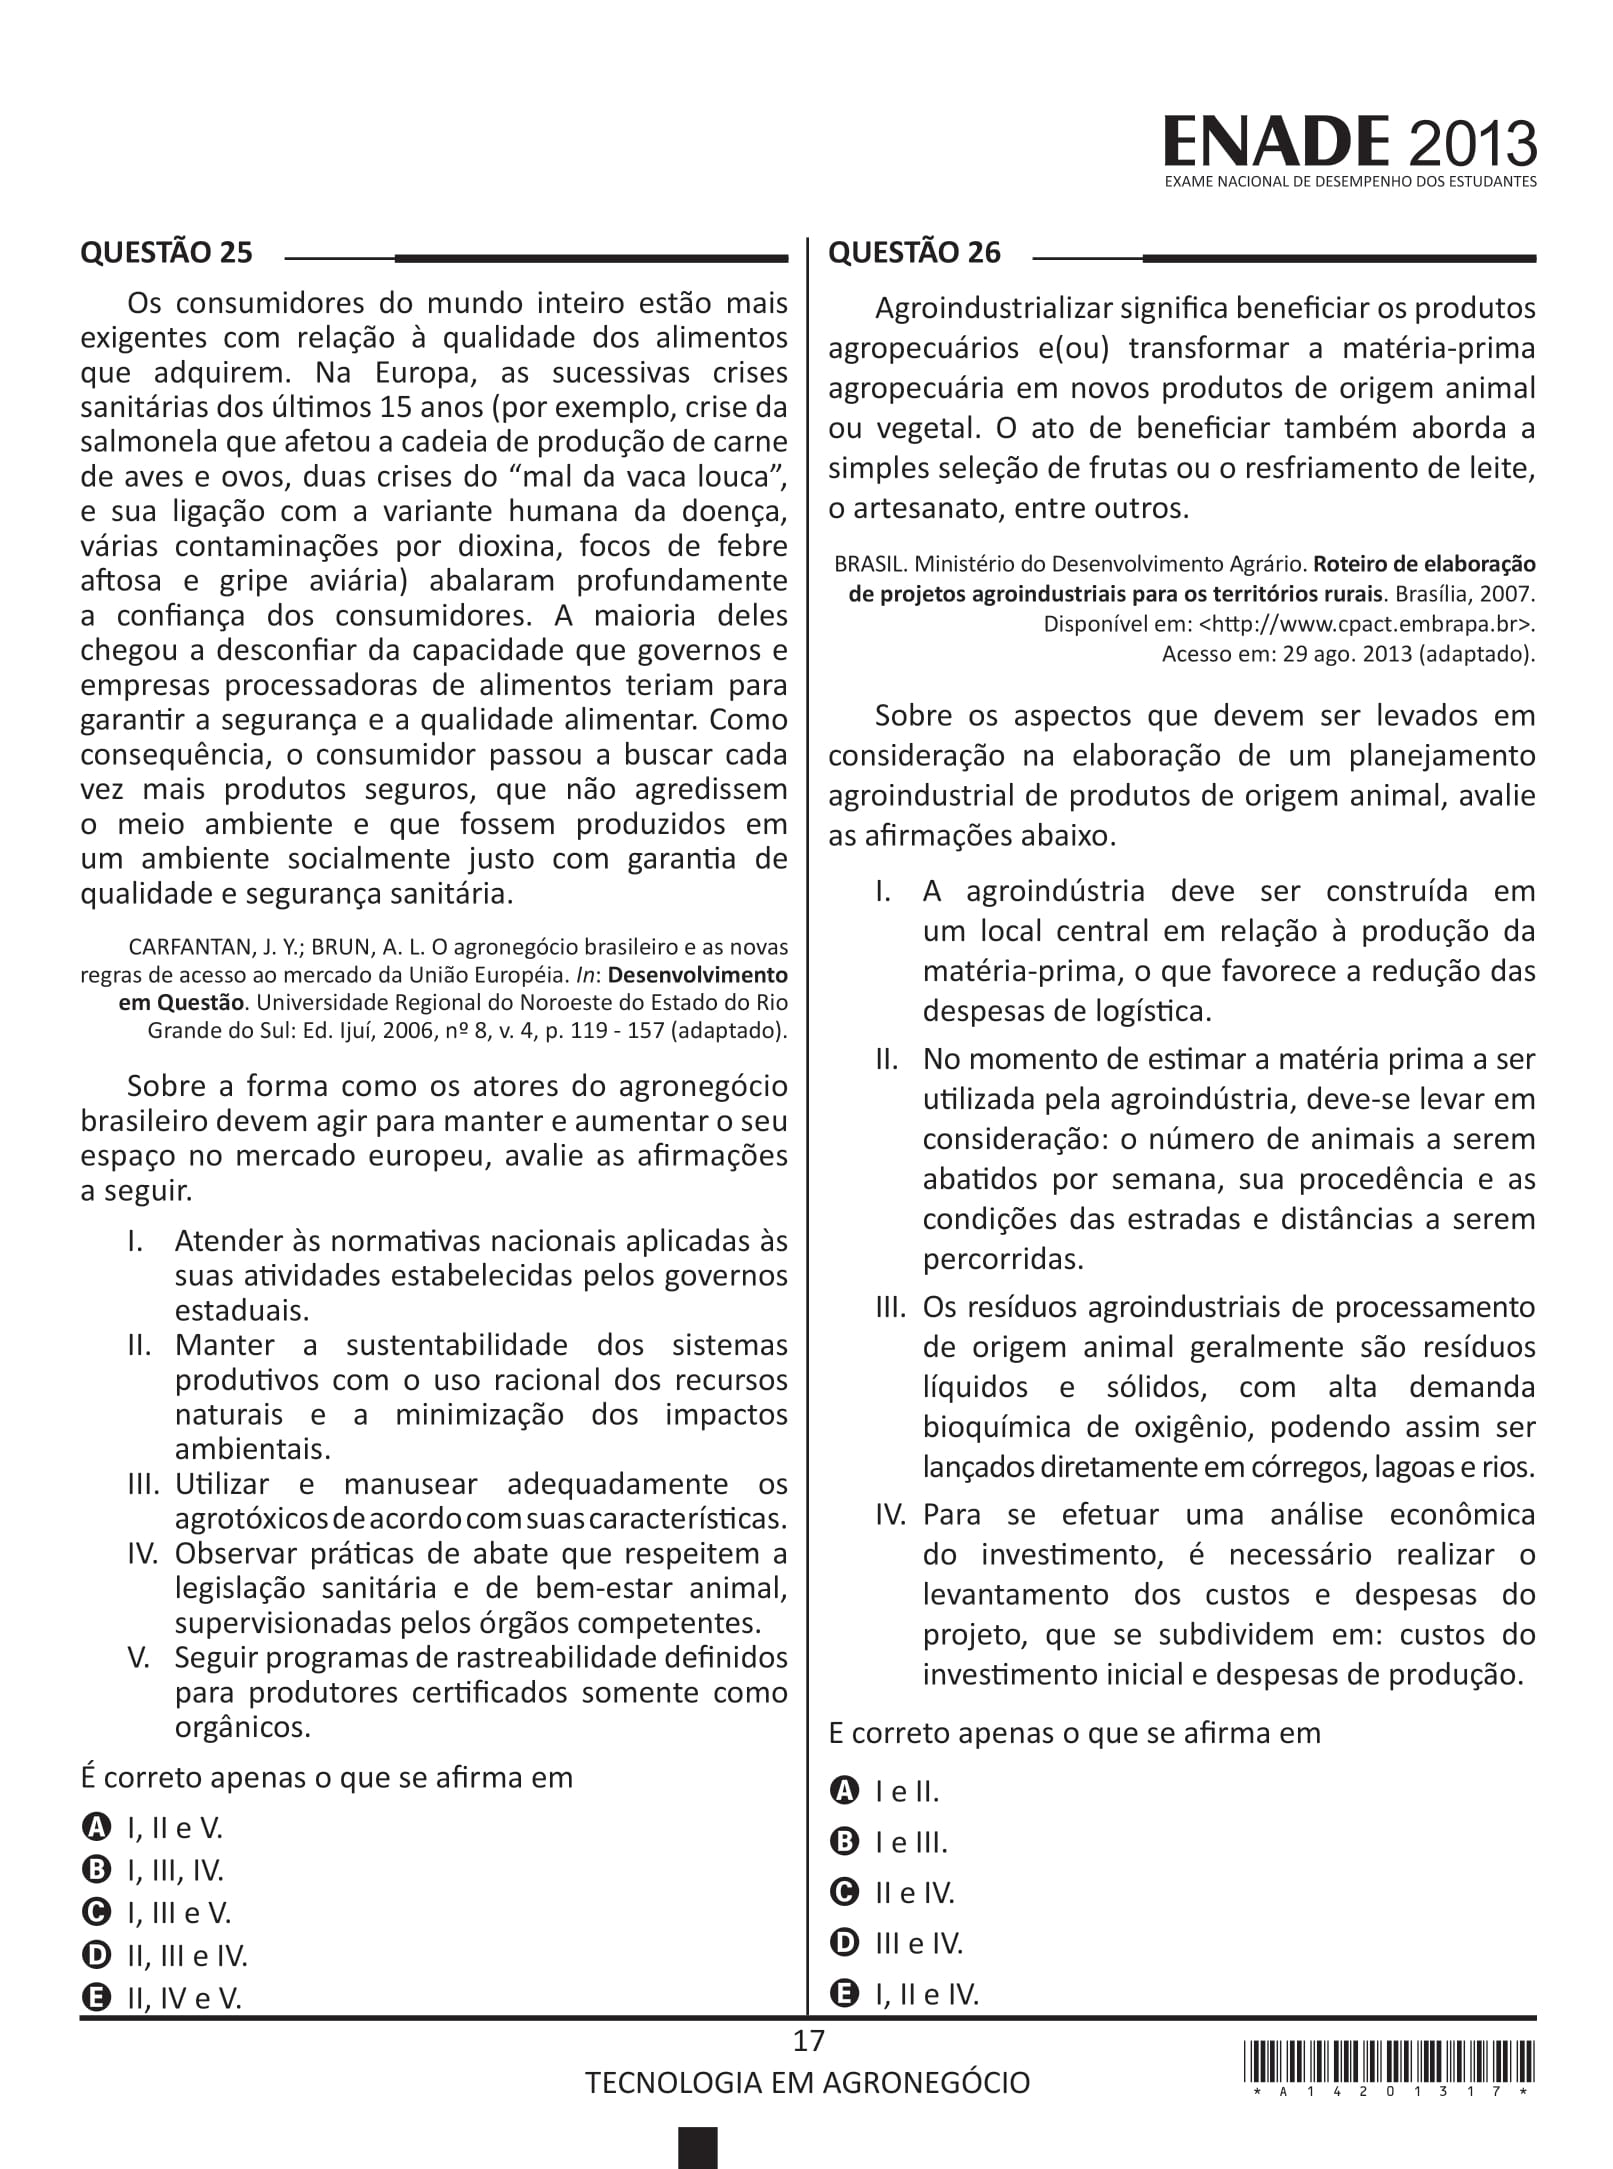 ENADE 2013
EXAME NACIONAL DE DESEMPENHO DOS ESTUDANTES
QUESTÃO 25
Os consumidores do mundo inteiro estão mais
exigentes com relação à qualidade dos alimentos
que adquirem. Na Europa, as sucessivas crises
sanitárias dos últimos 15 anos (por exemplo, crise da
salmonela que afetou a cadeia de produção de carne
de aves e ovos, duas crises do “mal da vaca louca”,
e sua ligação com a variante humana da doença,
várias contaminações por dioxina, focos de febre
aftosa e gripe aviária) abalaram profundamente
a confiança dos consumidores. A maioria deles
chegou a desconfiar da capacidade que governos e
empresas processadoras de alimentos teriam para
garantir a segurança e a qualidade alimentar. Como
consequência, o consumidor passou a buscar cada
vez mais produtos seguros, que não agredissem
o meio ambiente e que fossem produzidos em
um ambiente socialmente justo com garantia de
qualidade e segurança sanitária.
CARFANTAN, J. Y.; BRUN, A. L. O agronegócio brasileiro e as novas
regras de acesso ao mercado da União Européia. In: Desenvolvimento
em Questão. Universidade Regional do Noroeste do Estado do Rio
Grande do Sul: Ed. Ijuí, 2006, nº 8, v. 4, p. 119 - 157 (adaptado).
Sobre a forma como os atores do agronegócio
brasileiro devem agir para manter e aumentar o seu
espaço no mercado europeu, avalie as afirmações
a seguir.
I. Atender às normativas nacionais aplicadas às
suas atividades estabelecidas pelos governos
estaduais.
II. Manter a sustentabilidade dos sistemas
produtivos com o uso racional dos recursos
naturais e a minimização dos impactos
ambientais.
III. Utilizar e manusear adequadamente os
agrotóxicos de acordo com suas características.
IV. Observar práticas de abate que respeitem a
legislação sanitária e de bem-estar animal,
supervisionadas pelos órgãos competentes.
V. Seguir programas de rastreabilidade definidos
para produtores certificados somente como
orgânicos.
É correto apenas o que se afirma em
A I, II e V.
B I, III, IV.
C I, III e V.
D II, III e IV.
E II, IV e V.
QUESTÃO 26
Agroindustrializar significa beneficiar os produtos
agropecuários e(ou) transformar a matéria-prima
agropecuária em novos produtos de origem animal
ou vegetal. O ato de beneficiar também aborda a
simples seleção de frutas ou o resfriamento de leite,
o artesanato, entre outros.
BRASIL. Ministério do Desenvolvimento Agrário. Roteiro de elaboração
de projetos agroindustriais para os territórios rurais. Brasília, 2007.
Disponível em: <http://www.cpact.embrapa.br>.
Acesso em: 29 ago. 2013 (adaptado).
Sobre os aspectos que devem ser levados em
consideração na elaboração de um planejamento
agroindustrial de produtos de origem animal, avalie
as afirmações abaixo.
I. A agroindústria deve ser construída em
um local central em relação à produção da
matéria-prima, o que favorece a redução das
despesas de logística.
II. No momento de estimar a matéria prima a ser
utilizada pela agroindústria, deve-se levar em
consideração: o número de animais a serem
abatidos por semana, sua procedência e as
condições das estradas e distâncias a serem
percorridas.
III. Os resíduos agroindustriais de processamento
de origem animal geralmente são resíduos
líquidos e sólidos, com alta demanda
bioquímica de oxigênio, podendo assim ser
lançados diretamente em córregos, lagoas e rios.
IV. Para se efetuar uma análise econômica
do investimento, é necessário realizar o
levantamento dos custos e despesas do
projeto, que se subdividem em: custos do
investimento inicial e despesas de produção.
E correto apenas o que se afirma em
A I e II.
B I e III.
C II e IV.
D III e IV.
E I, II e IV.
17
TECNOLOGIA EM AGRONEGÓCIO
* A 1 4 2 0 1 3 1 7 *